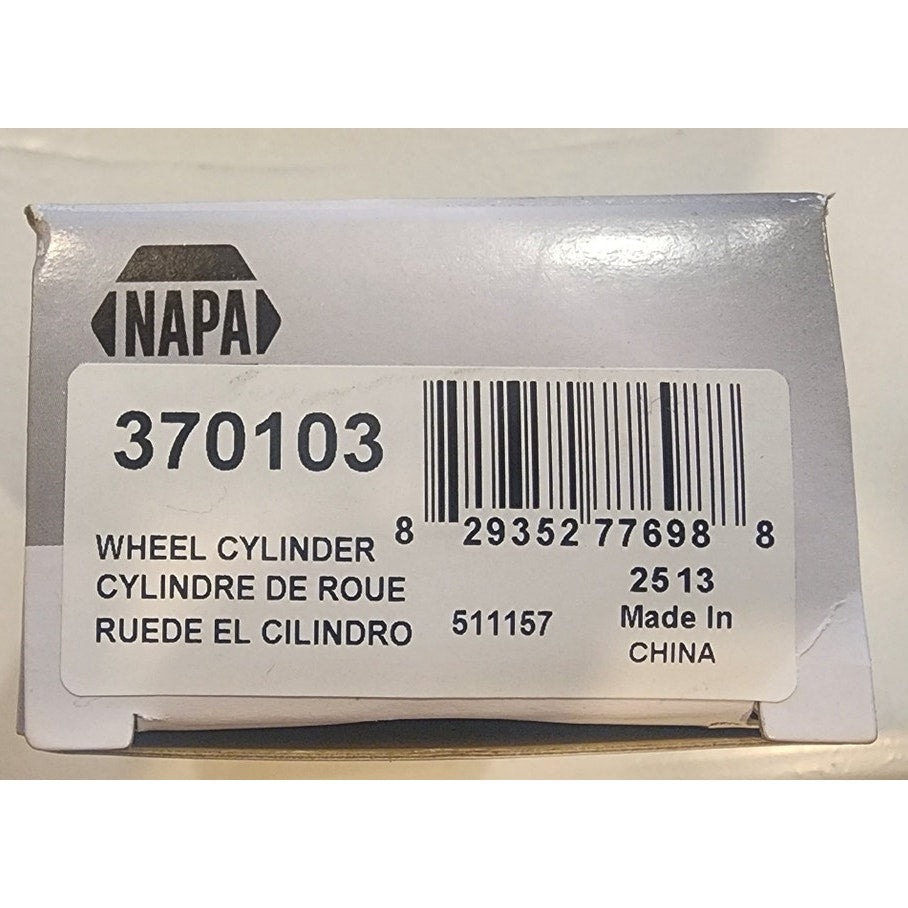 NAPA
370103
8 29352 77698 8
WHEEL CYLINDER
CYLINDRE DE ROUE
RUEDE EL CILINDRO
511157
25 13
Made In
CHINA